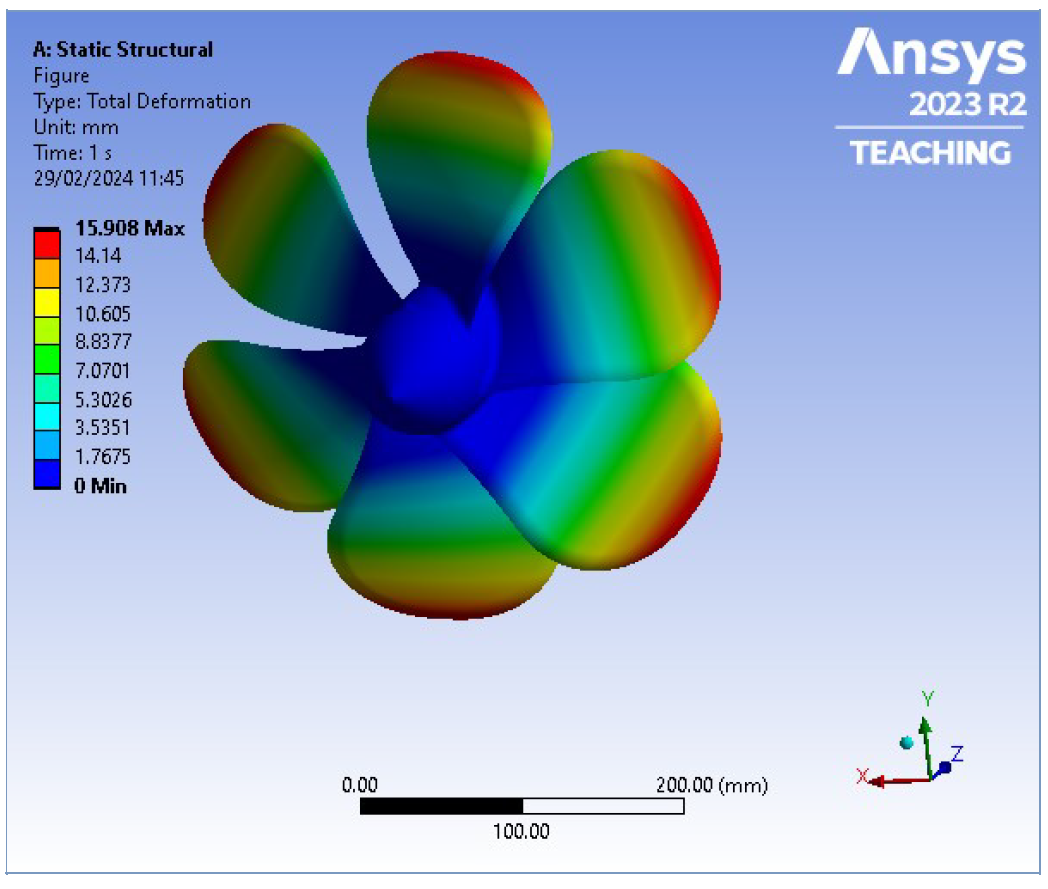 A: Static Structural
Figure
Type: Total Deformation
Unit: mm
Time: 1 s
29/02/2024 11:45
15.908 Max
14.14
12.373
10.605
8.8377
7.0701
5.3026
3.5351
1.7675
0 Min
Ansys
2023 R2
TEACHING
0.00
200.00 (mm)
100.00
Y
Z
X